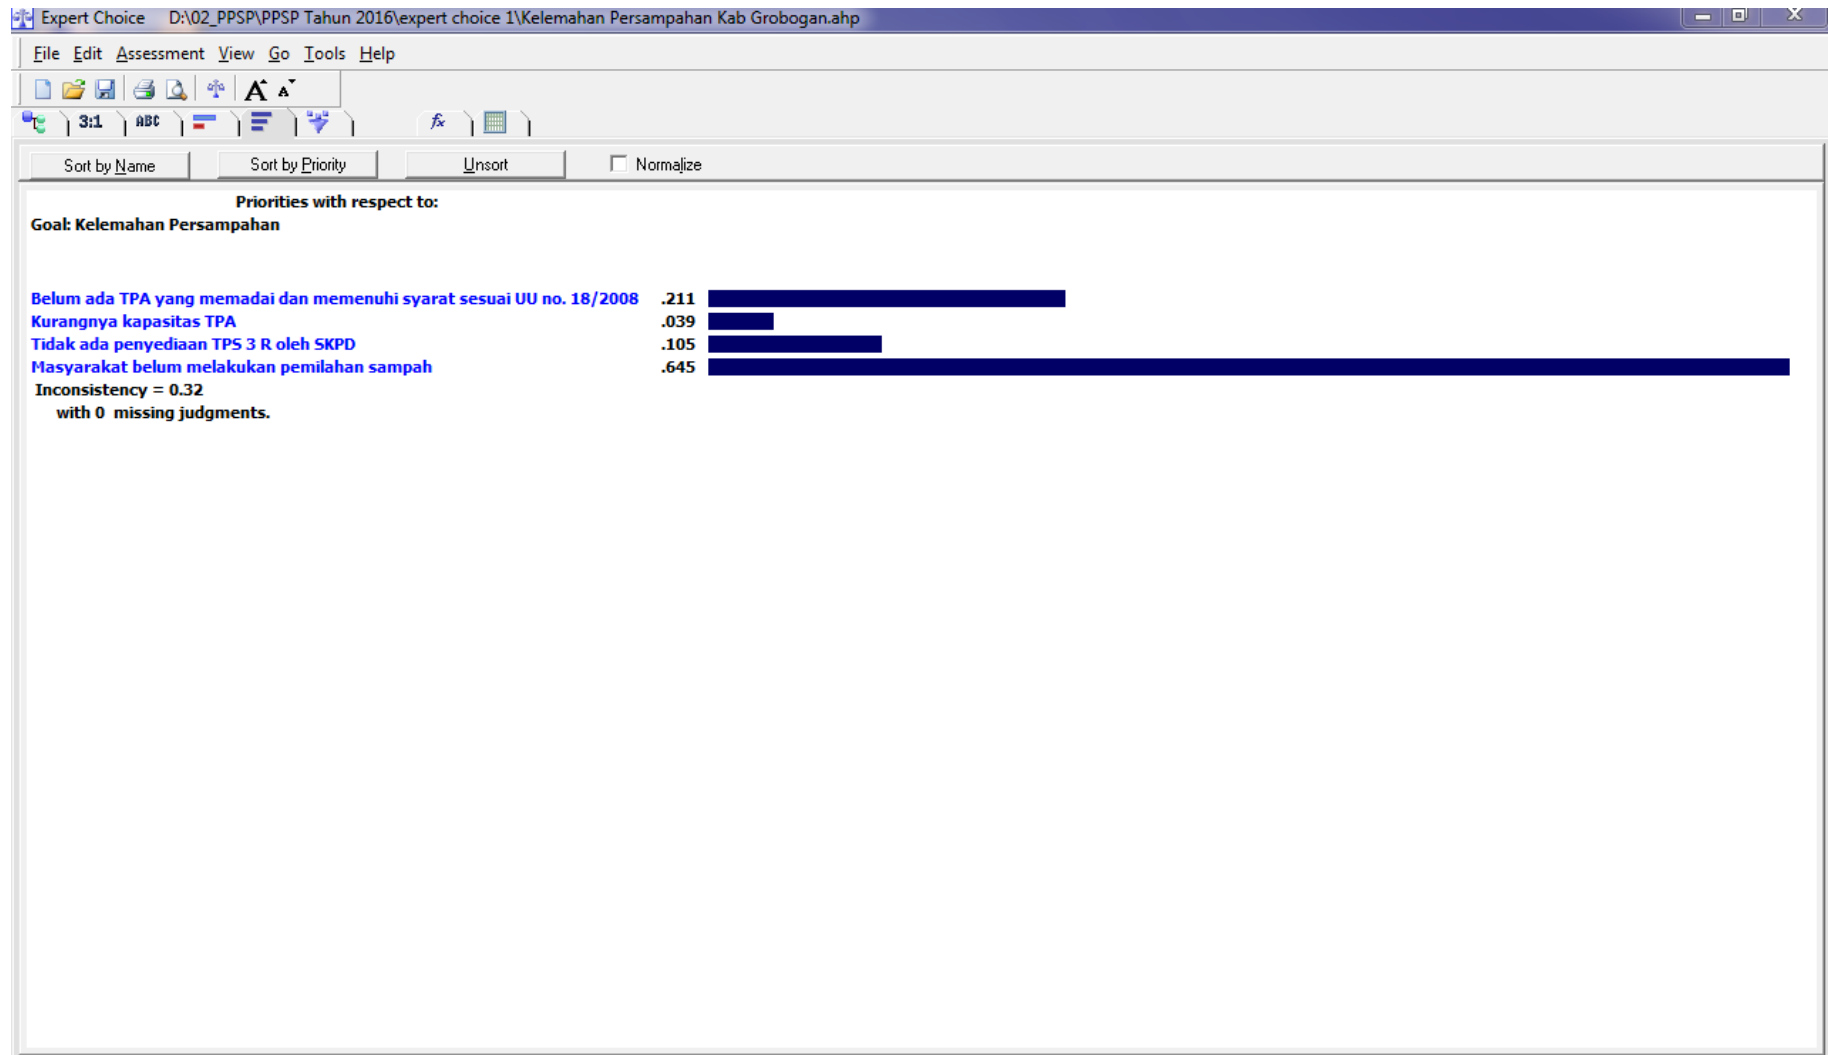 Expert Choice D:\02_PPSP\PPSP Tahun 2016\expert choice 1\Kelemahan Persampahan Kab Grobogan.ahp
File Edit Assessment View Go Tools Help
A A
3:1 ABC fx
Sort by Name Sort by Priority Unsort Normalize
Priorities with respect to:
Goal: Kelemahan Persampahan
Belum ada TPA yang memadai dan memenuhi syarat sesuai UU no. 18/2008 .211
Kurangnya kapasitas TPA .039
Tidak ada penyediaan TPS 3 R oleh SKPD .105
Masyarakat belum melakukan pemilahan sampah .645
Inconsistency = 0.32
with 0 missing judgments.